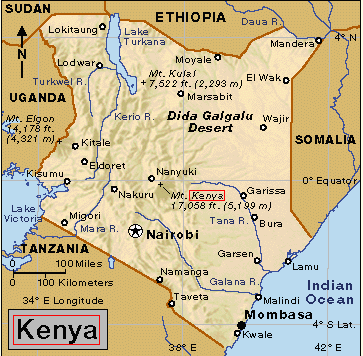 SUDAN
ETHIOPIA
Daua R.
Lokitaung
Lake
Turkana
Mandera
4° N
N
Moyale
Lodwar
Mt. Kulal
7,522 ft. (2,293 m)
El Wak
Turkwel R.
Marsabit
UGANDA
Kerio R.
Dida Galgalu
Desert
Mt. Elgon
14,178 ft.
(4,321 m)
Wajir
SOMALIA
Kitale
Eldoret
Nanyuki
Kisumu
0° Equator
Nakuru
Mt. Kenya
17,058 ft. (5,199 m)
Garissa
Lake
Victoria
Migori
Mara R.
Tana R.
Bura
Nairobi
TANZANIA
Garsen
Lamu
0 100 Miles
0 100 Kilometers
Namanga
Galana R.
Indian
Ocean
34° E Longitude
Malindi
Taveta
Mombasa
Kenya
4° S Lat.
Kwale
38° E
42° E